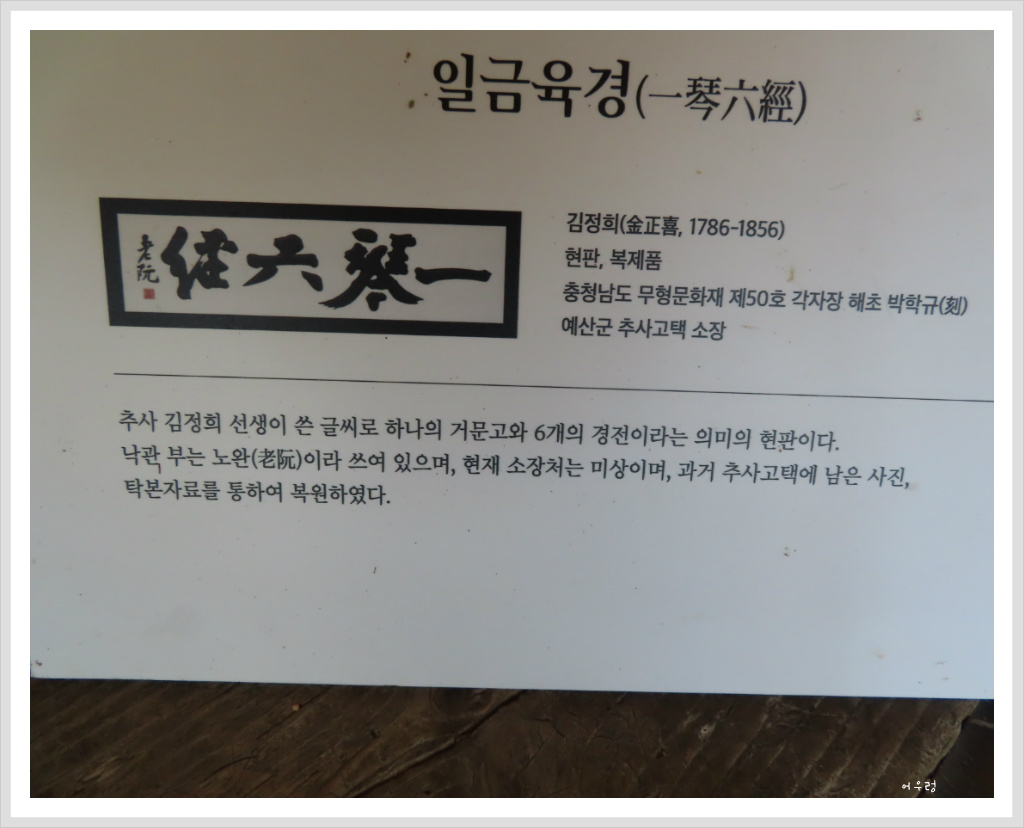 일금육경(一琴六經)
一琴六經
老阮
김정희(金正喜, 1786-1856)
현판, 복제품
충청남도 무형문화재 제50호 각자장 해초 박학규(刻)
예산군 추사고택 소장
추사 김정희 선생이 쓴 글씨로 하나의 거문고와 6개의 경전이라는 의미의 현판이다.
낙관 부는 노완(老阮)이라 쓰여 있으며, 현재 소장처는 미상이며, 과거 추사고택에 남은 사진,
탁본자료를 통하여 복원하였다.
어우렁